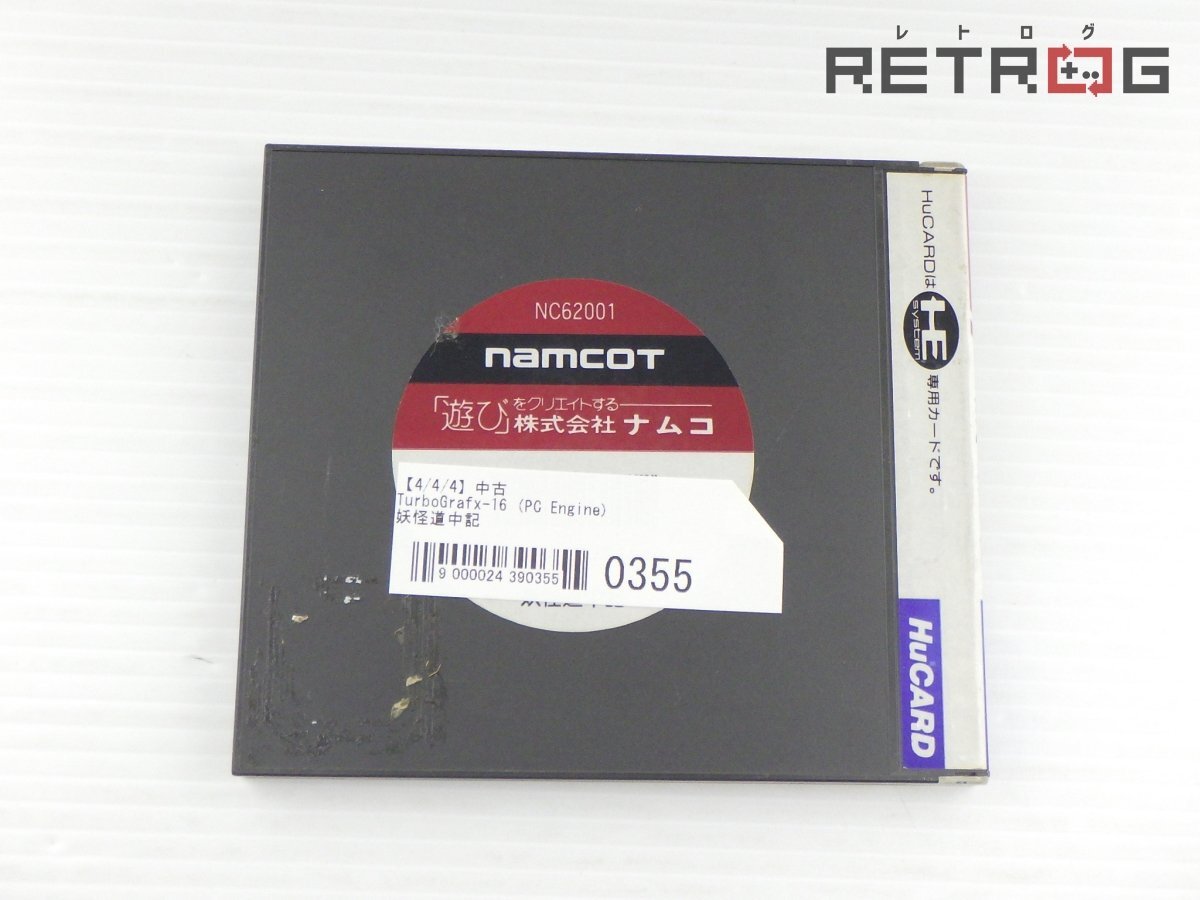 レトログ
RETROG
NC62001
namcot
「遊び」をクリエイトする
株式会社ナムコ
【4/4/4】中古
TurboGrafx-16 (PC Engine)
妖怪道中記
9 000024 390355
0355
HuCARDは HE system 専用カードです。
HuCARD